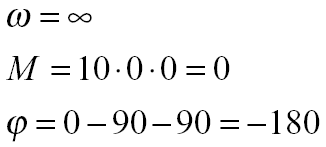 ω = ∞
M = 10·0·0 = 0
φ = 0 − 90 − 90 = −180